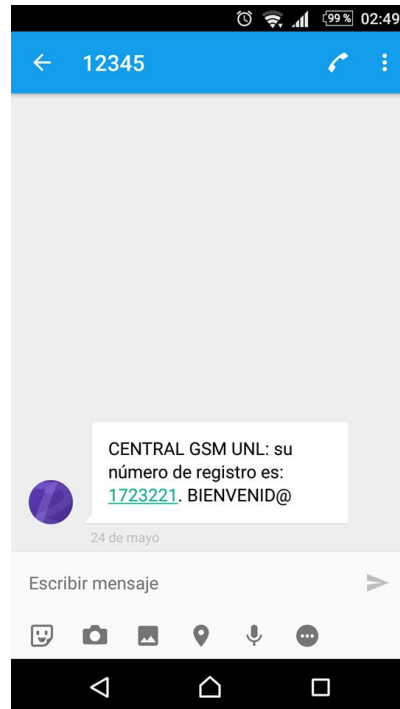 99% 02:49
12345
CENTRAL GSM UNL: su
número de registro es:
1723221. BIENVENID@
24 de mayo
Escribir mensaje